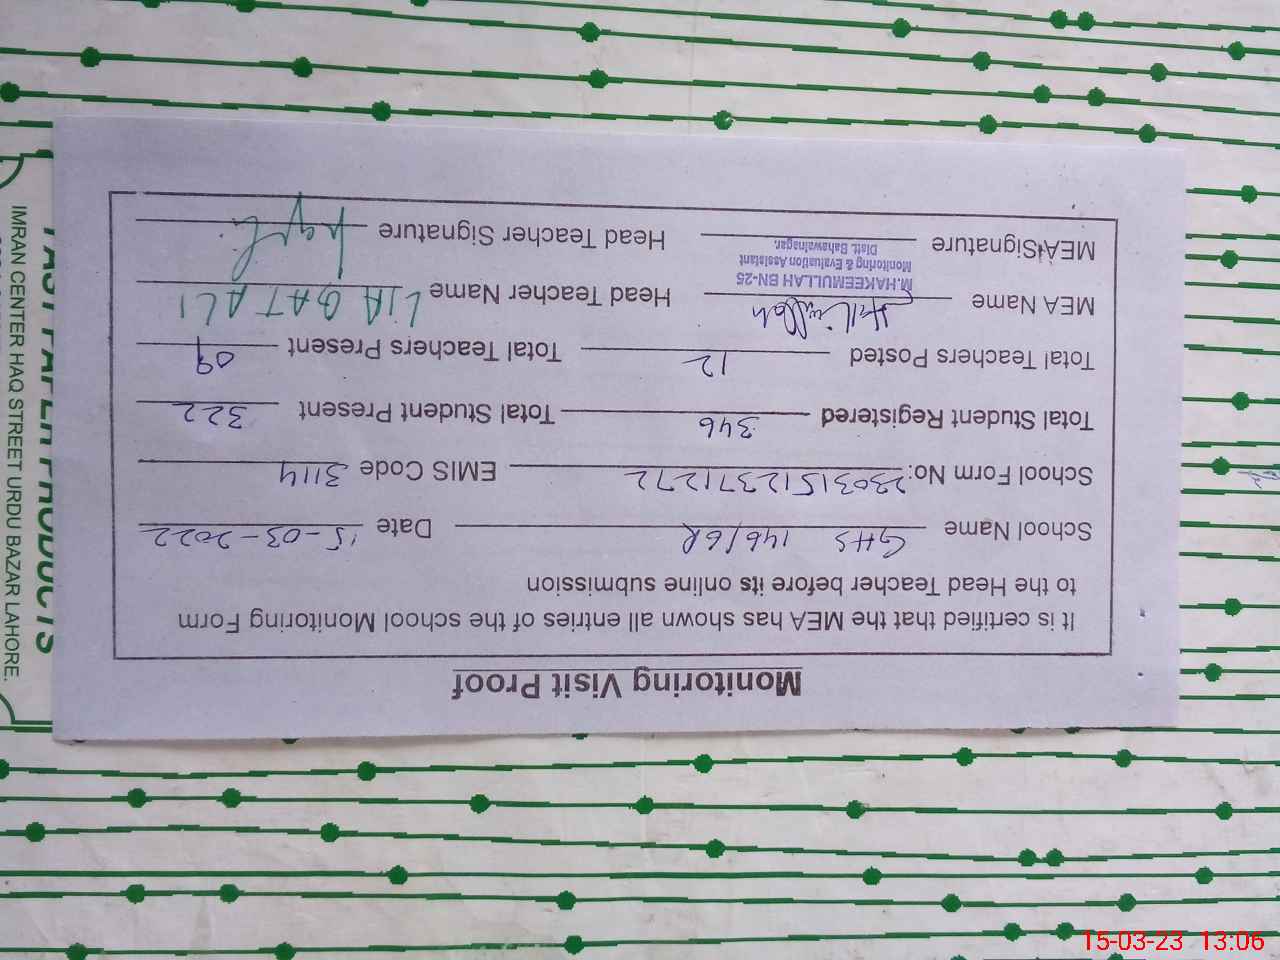 Monitoring Visit Proof
It is certified that the MEA has shown all entries of the school Monitoring Form
to the Head Teacher before its online submission
School Name GHS 146/6R Date 15-03-2022
School Form No: 23031512371272 EMIS Code 3114
Total Student Registered 346 Total Student Present 322
Total Teachers Posted 12 Total Teachers Present 09
MEA Name Head Teacher Name LIAQAT ALI
M.HAKEEMULLAH BN-25
Monitoring & Evaluation Assistant
Distt. Bahawalnagar.
MEA Signature Head Teacher Signature
FAST PAPER PRODUCTS
IMRAN CENTER HAQ STREET URDU BAZAR LAHORE.
15-03-23 13:06